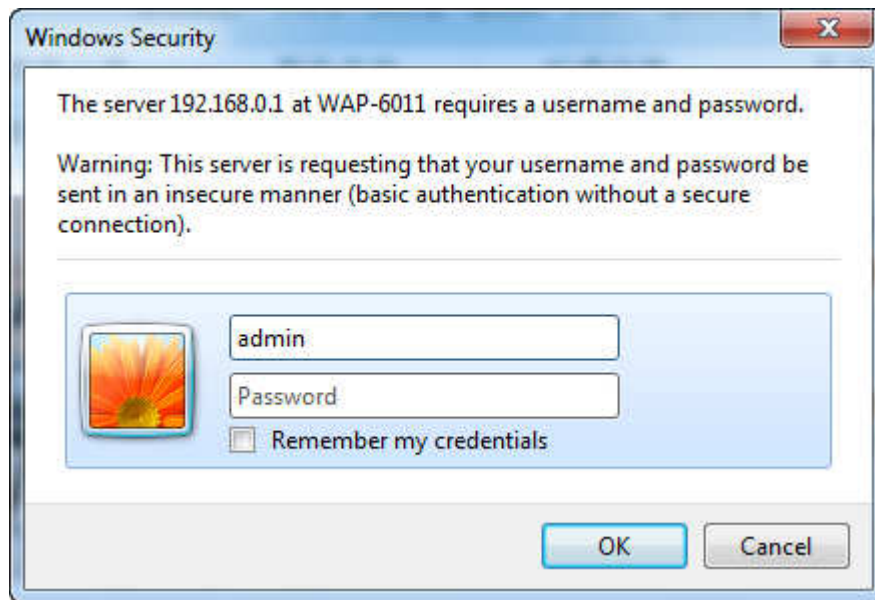 Windows Security
The server 192.168.0.1 at WAP-6011 requires a username and password.
Warning: This server is requesting that your username and password be
sent in an insecure manner (basic authentication without a secure
connection).
admin
Password
Remember my credentials
OK
Cancel